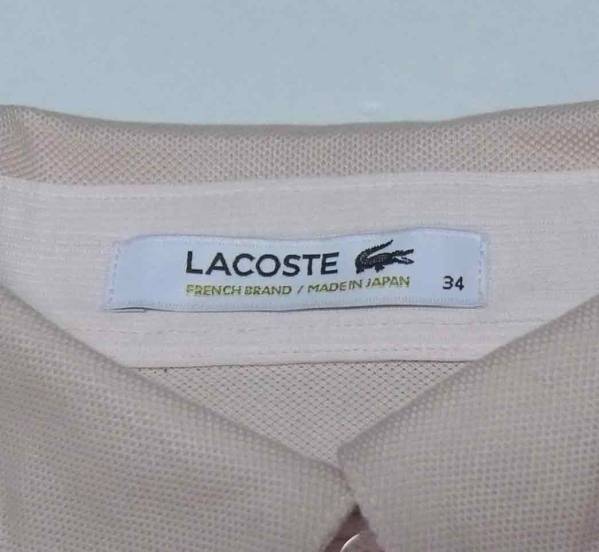 LACOSTE
FRENCH BRAND / MADE IN JAPAN
34